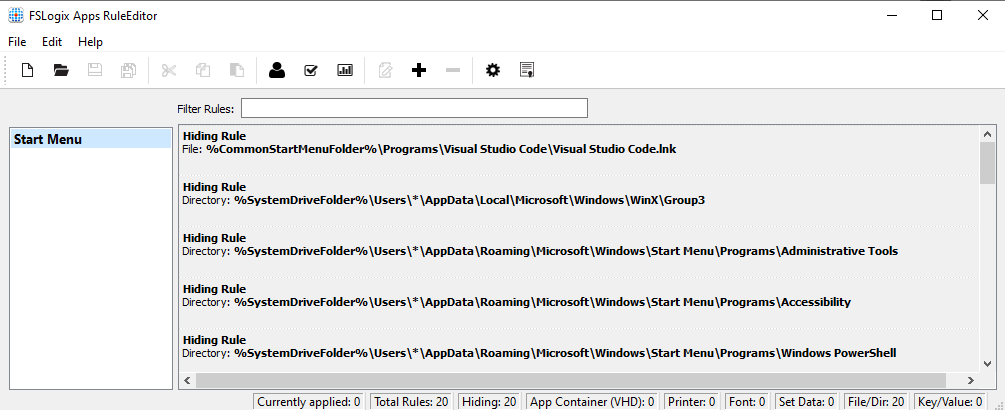 FSLogix Apps RuleEditor
File Edit Help
Filter Rules:
Start Menu
Hiding Rule
File: %CommonStartMenuFolder%\Programs\Visual Studio Code\Visual Studio Code.lnk
Hiding Rule
Directory: %SystemDriveFolder%\Users\*\AppData\Local\Microsoft\Windows\WinX\Group3
Hiding Rule
Directory: %SystemDriveFolder%\Users\*\AppData\Roaming\Microsoft\Windows\Start Menu\Programs\Administrative Tools
Hiding Rule
Directory: %SystemDriveFolder%\Users\*\AppData\Roaming\Microsoft\Windows\Start Menu\Programs\Accessibility
Hiding Rule
Directory: %SystemDriveFolder%\Users\*\AppData\Roaming\Microsoft\Windows\Start Menu\Programs\Windows PowerShell
Currently applied: 0 Total Rules: 20 Hiding: 20 App Container (VHD): 0 Printer: 0 Font: 0 Set Data: 0 File/Dir: 20 Key/Value: 0